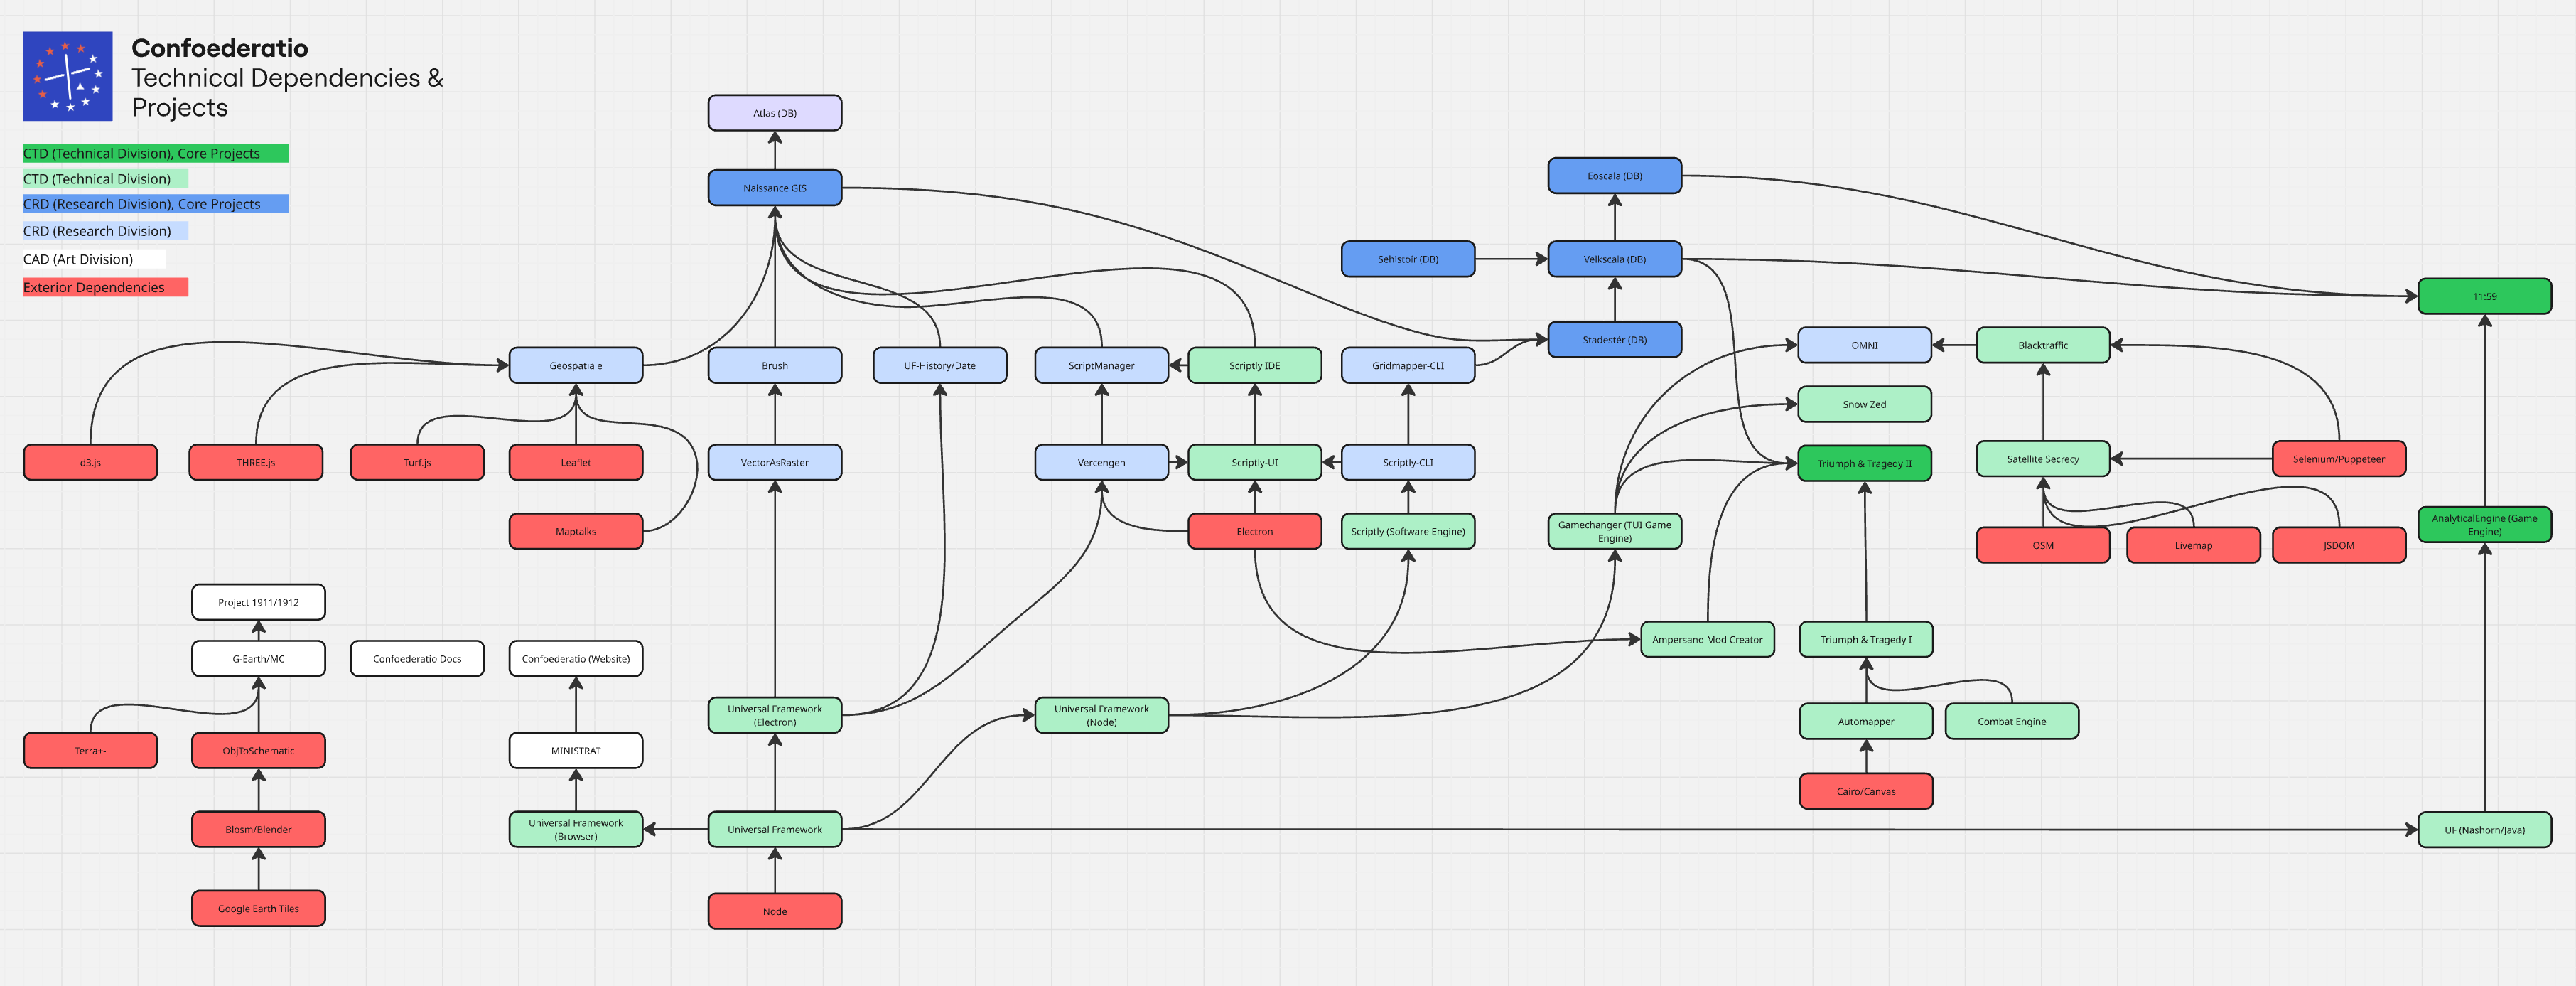 Confoederatio
Technical Dependencies &
Projects
CTD (Technical Division), Core Projects
CTD (Technical Division)
CRD (Research Division), Core Projects
CRD (Research Division)
CAD (Art Division)
Exterior Dependencies
Atlas (DB)
Naissance GIS
Eoscala (DB)
Sehistoir (DB)
Velkscala (DB)
11:59
Stadestér (DB)
Geospatiale
Brush
UF-History/Date
ScriptManager
Scriptly IDE
Gridmapper-CLI
OMNI
Blacktraffic
Snow Zed
d3.js
THREE.js
Turf.js
Leaflet
VectorAsRaster
Vercengen
Scriptly-UI
Scriptly-CLI
Triumph & Tragedy II
Satellite Secrecy
Selenium/Puppeteer
Maptalks
Electron
Scriptly (Software Engine)
Gamechanger (TUI Game
Engine)
OSM
Livemap
JSDOM
AnalyticalEngine (Game
Engine)
Project 1911/1912
G-Earth/MC
Confoederatio Docs
Confoederatio (Website)
Ampersand Mod Creator
Triumph & Tragedy I
Universal Framework
(Electron)
Universal Framework
(Node)
Automapper
Combat Engine
Terra+-
ObjToSchematic
MINISTRAT
Cairo/Canvas
Blosm/Blender
Universal Framework
(Browser)
Universal Framework
UF (Nashorn/Java)
Google Earth Tiles
Node